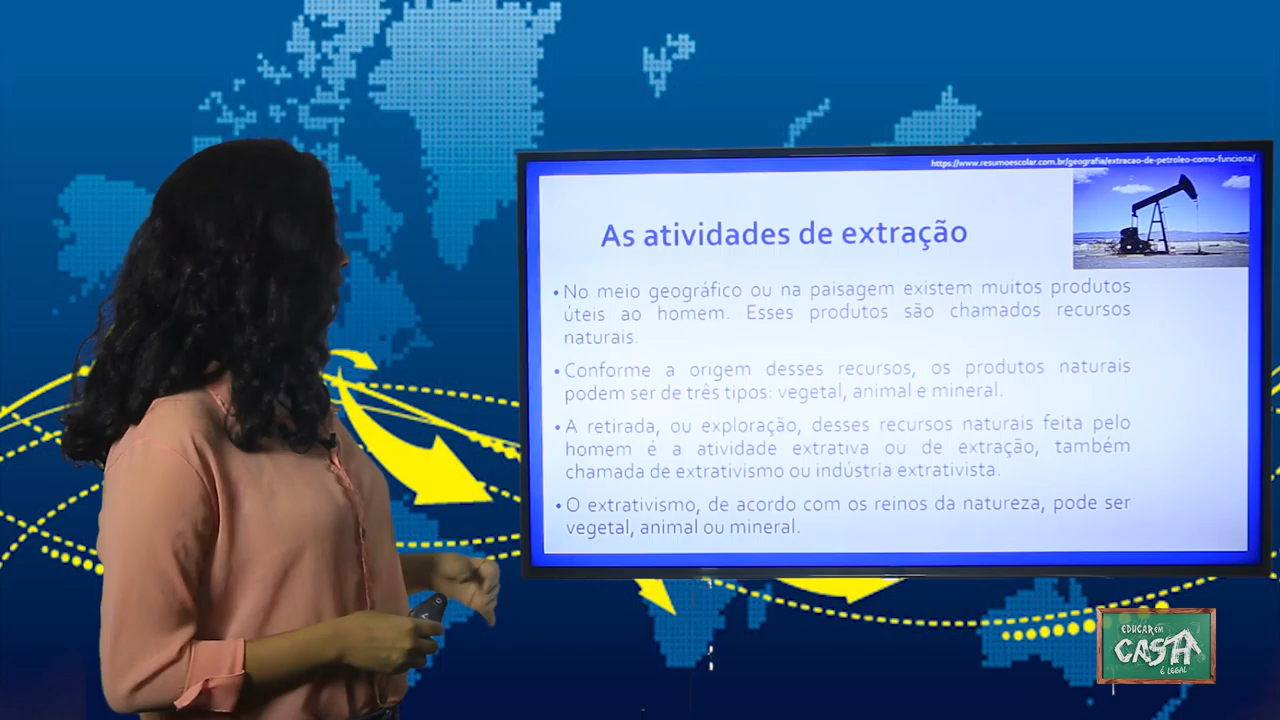 https://www.resumoescolar.com.br/geografia/extracao-de-petroleo-como-funciona/
As atividades de extração
• No meio geográfico ou na paisagem existem muitos produtos
úteis ao homem. Esses produtos são chamados recursos
naturais.
• Conforme a origem desses recursos, os produtos naturais
podem ser de três tipos: vegetal, animal e mineral.
• A retirada, ou exploração, desses recursos naturais feita pelo
homem é a atividade extrativa ou de extração, também
chamada de extrativismo ou indústria extrativista.
• O extrativismo, de acordo com os reinos da natureza, pode ser
vegetal, animal ou mineral.
EDUCAR EM
CASA
É LEGAL